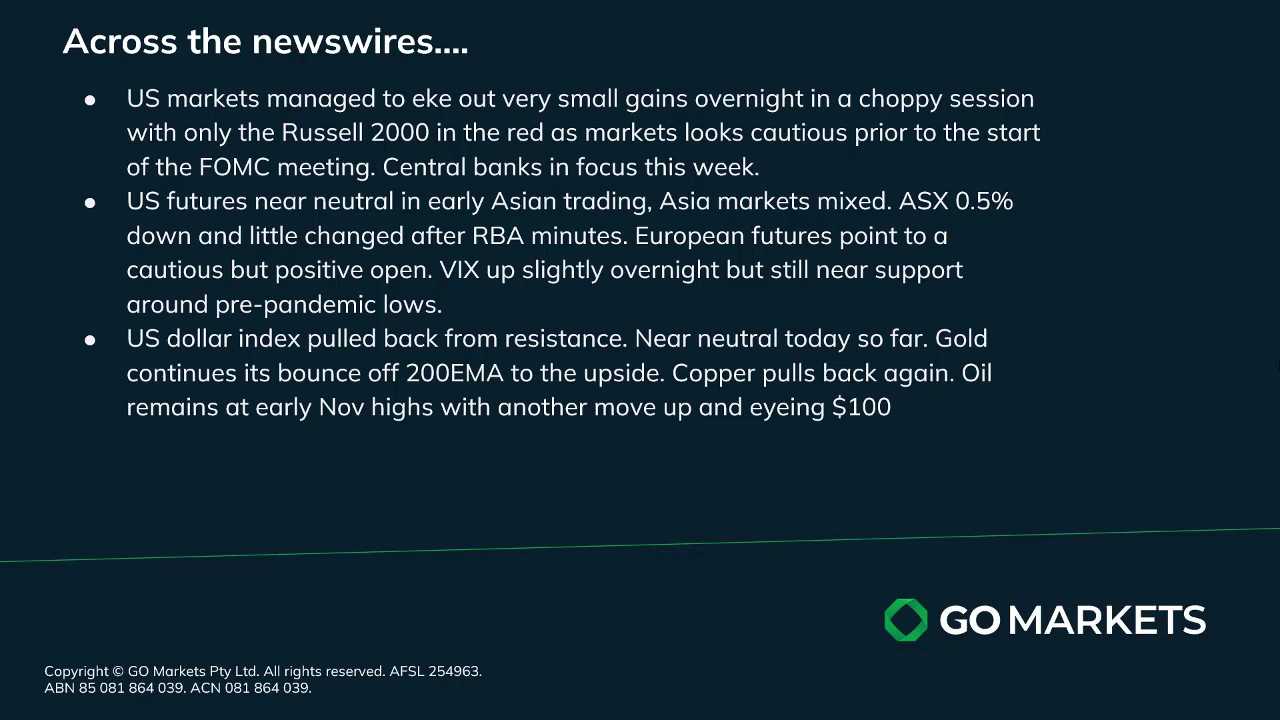 Across the newswires....
● US markets managed to eke out very small gains overnight in a choppy session
with only the Russell 2000 in the red as markets looks cautious prior to the start
of the FOMC meeting. Central banks in focus this week.
● US futures near neutral in early Asian trading, Asia markets mixed. ASX 0.5%
down and little changed after RBA minutes. European futures point to a
cautious but positive open. VIX up slightly overnight but still near support
around pre-pandemic lows.
● US dollar index pulled back from resistance. Near neutral today so far. Gold
continues its bounce off 200EMA to the upside. Copper pulls back again. Oil
remains at early Nov highs with another move up and eyeing $100
GO MARKETS
Copyright © GO Markets Pty Ltd. All rights reserved. AFSL 254963.
ABN 85 081 864 039. ACN 081 864 039.